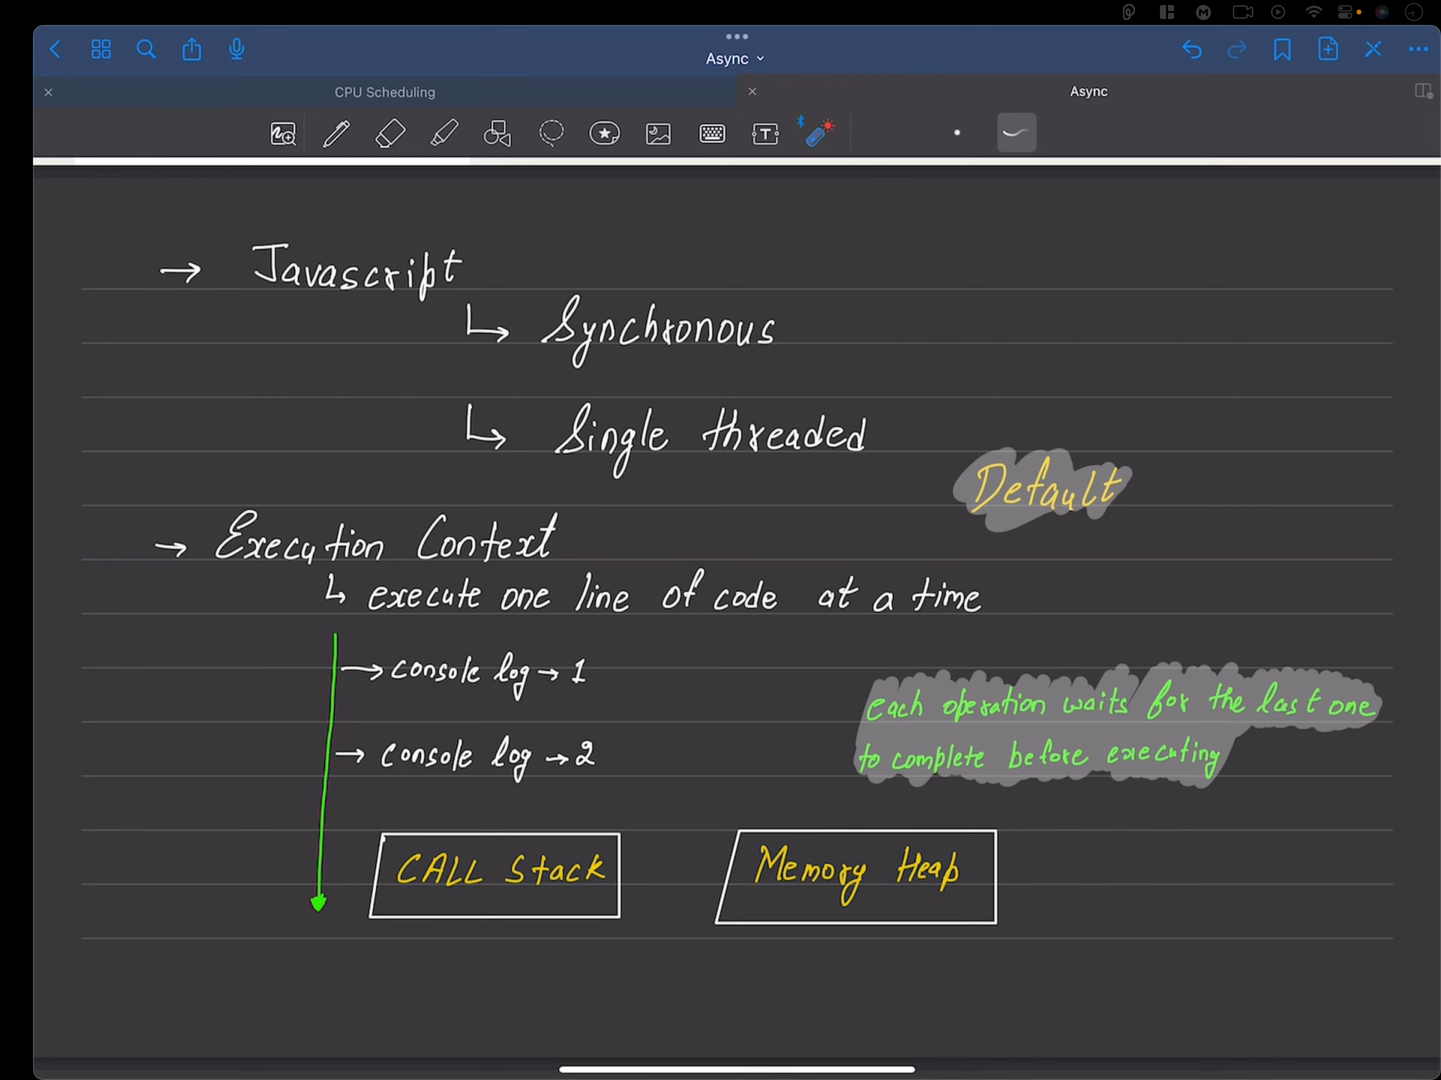 Async
CPU Scheduling
Async
→ Javascript
↳ Synchronous
↳ Single threaded
Default
→ Execution Context
↳ execute one line of code at a time
→ console log → 1
each operation waits for the last one
to complete before executing
→ console log → 2
CALL Stack
Memory Heap